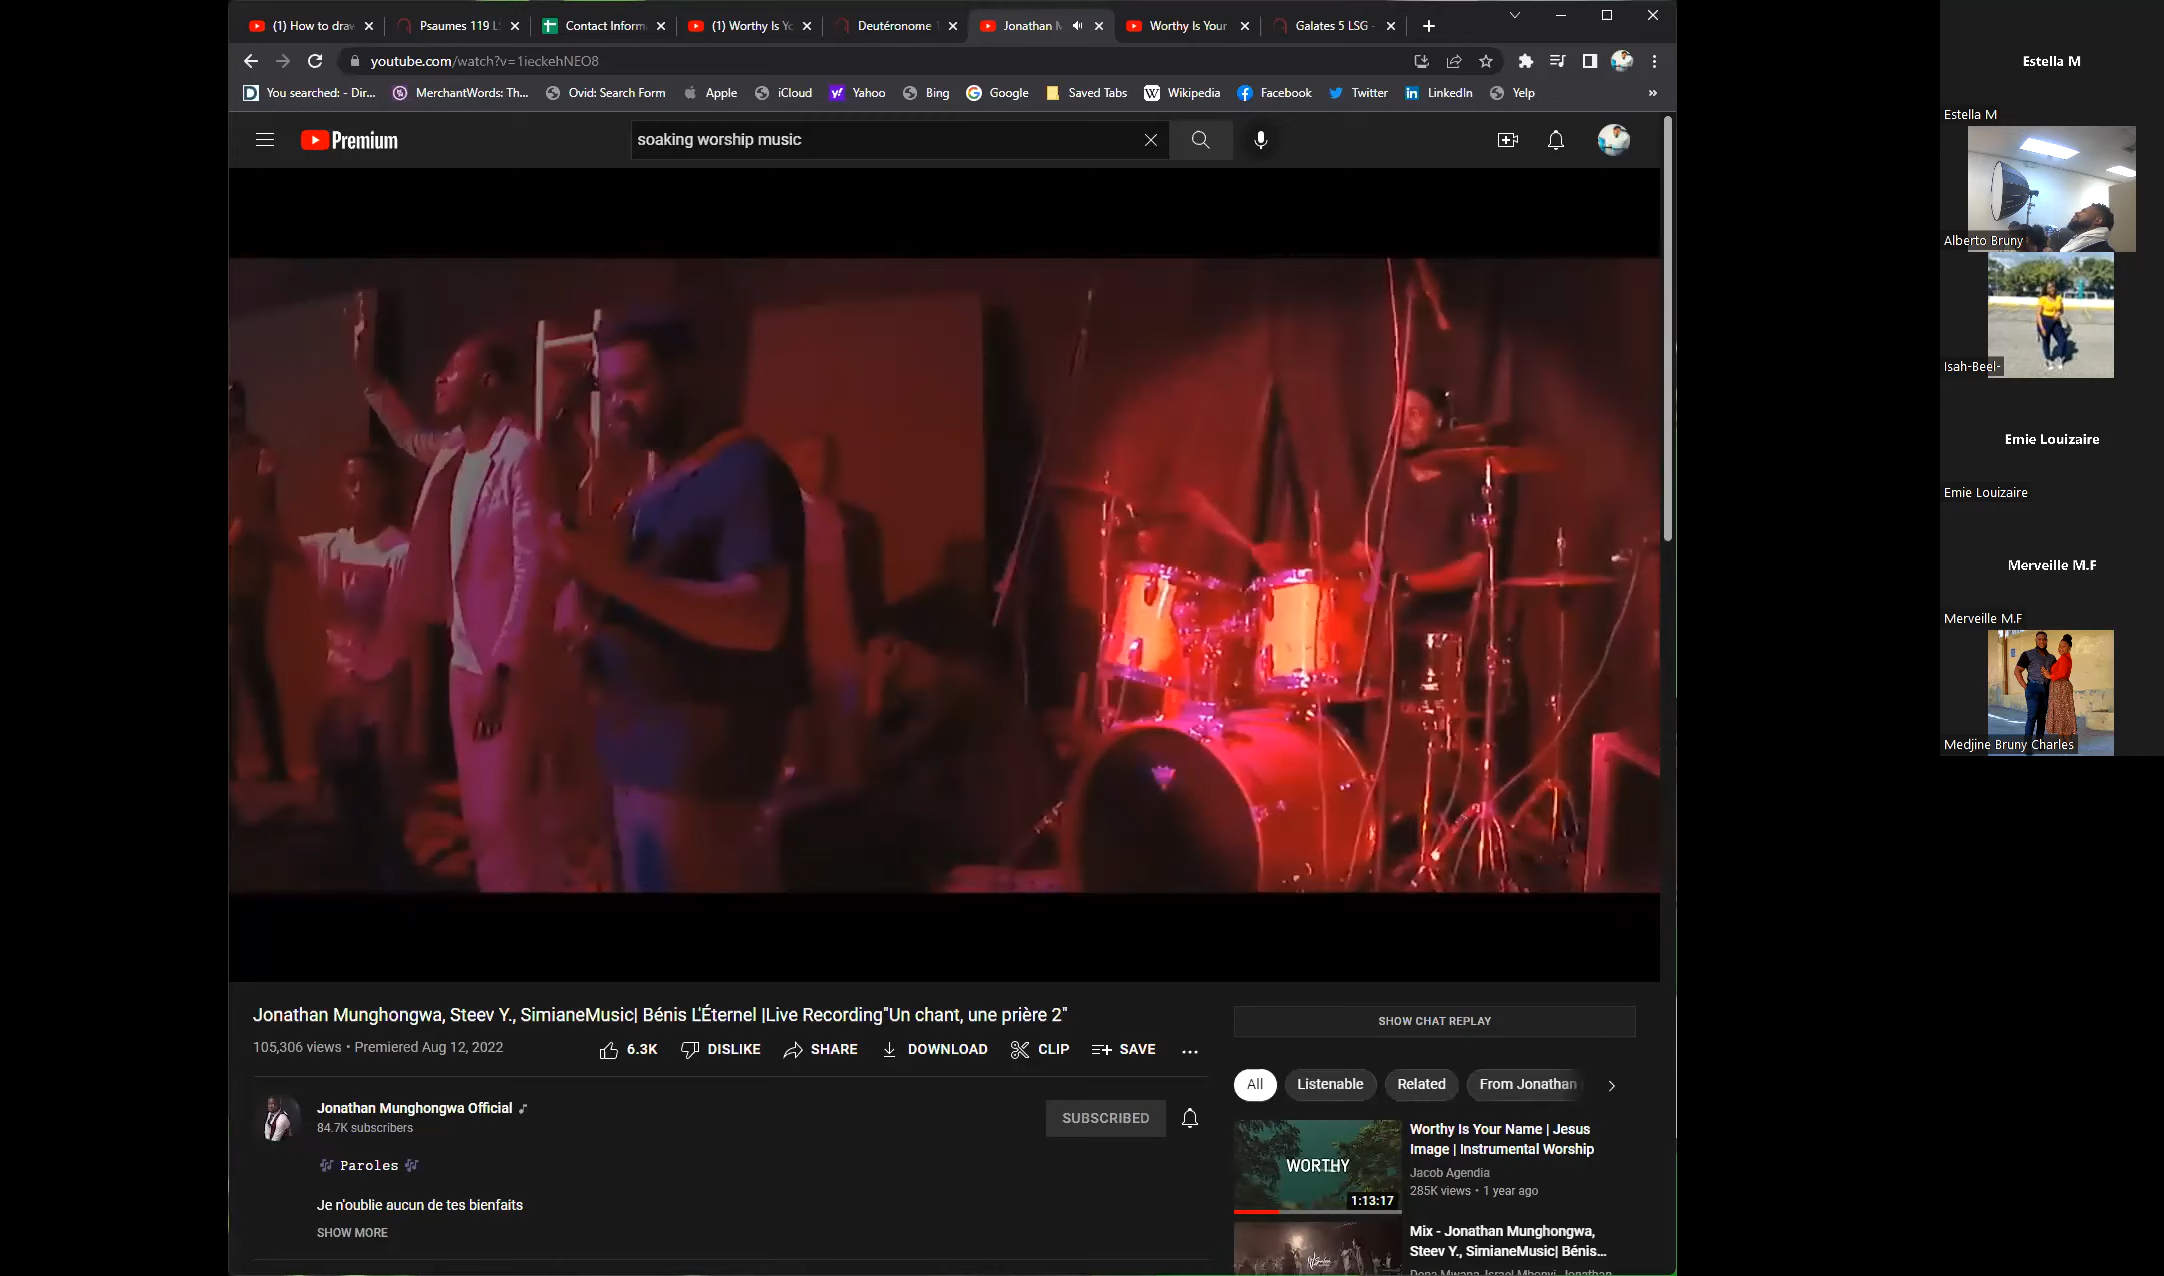 (1) How to draw
Psaumes 119 L
Contact Inform
(1) Worthy Is Yo
Deutéronome
Jonathan M
Worthy Is Your
Galates 5 LSG -
youtube.com/watch?v=1ieckehNEO8
You searched: - Dir...
MerchantWords: Th...
Ovid: Search Form
Apple
iCloud
Yahoo
Bing
Google
Saved Tabs
Wikipedia
Facebook
Twitter
LinkedIn
Yelp
»
Premium
soaking worship music
Jonathan Munghongwa, Steev Y., SimianeMusic| Bénis L'Éternel |Live Recording"Un chant, une prière 2"
105,306 views • Premiered Aug 12, 2022
6.3K
DISLIKE
SHARE
DOWNLOAD
CLIP
SAVE
...
Jonathan Munghongwa Official
84.7K subscribers
SUBSCRIBED
Paroles
Je n'oublie aucun de tes bienfaits
SHOW MORE
SHOW CHAT REPLAY
All
Listenable
Related
From Jonathan
WORTHY
1:13:17
Worthy Is Your Name | Jesus
Image | Instrumental Worship
Jacob Agendia
285K views • 1 year ago
Mix - Jonathan Munghongwa,
Steev Y., SimianeMusic| Bénis...
Dena Mwana, Israel Mbonyi, Jonathan
Estella M
Estella M
Alberto Bruny
Isah-Beel-
Emie Louizaire
Emie Louizaire
Merveille M.F
Merveille M.F
Medjine Bruny Charles